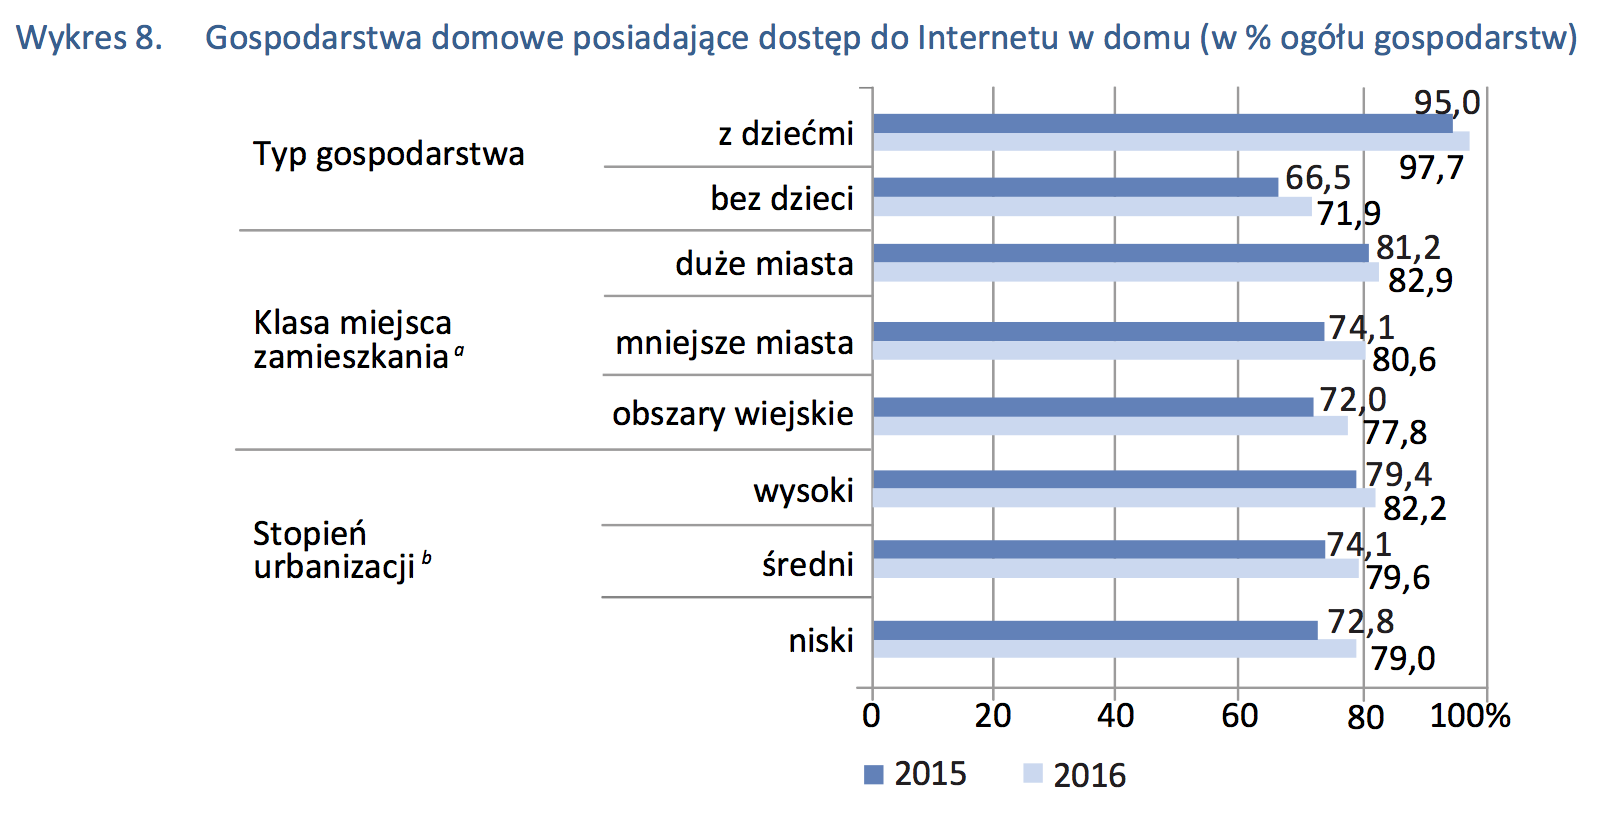 Wykres 8. Gospodarstwa domowe posiadające dostęp do Internetu w domu (w % ogółu gospodarstw)
Typ gospodarstwa
z dziećmi
95,0
97,7
bez dzieci
66,5
71,9
Klasa miejsca
zamieszkania a
duże miasta
81,2
82,9
mniejsze miasta
74,1
80,6
obszary wiejskie
72,0
77,8
Stopień
urbanizacji b
wysoki
79,4
82,2
średni
74,1
79,6
niski
72,8
79,0
0 20 40 60 80 100%
2015 2016